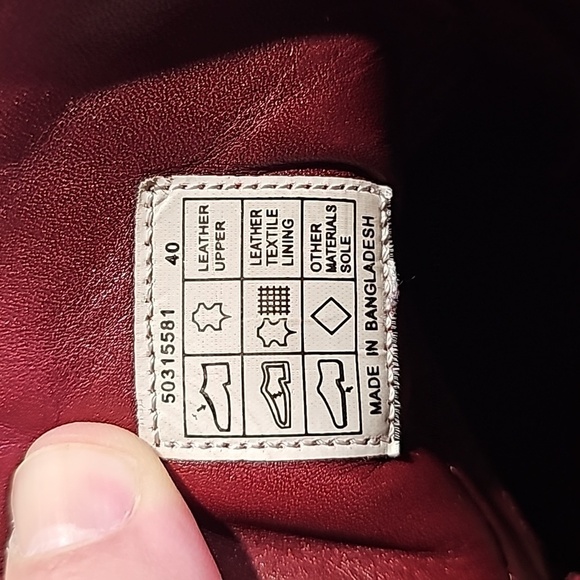 50315581 40
LEATHER
UPPER
LEATHER
TEXTILE
LINING
OTHER
MATERIALS
SOLE
MADE IN BANGLADESH